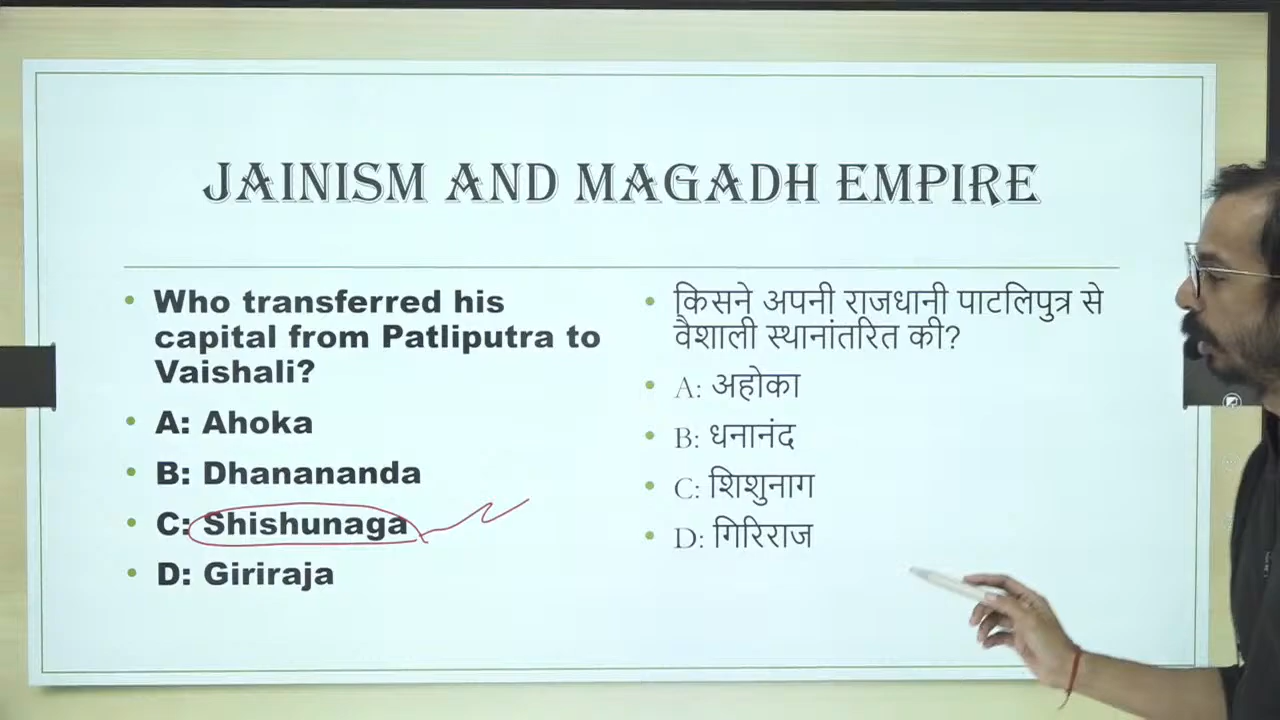 JAINISM AND MAGADH EMPIRE
Who transferred his
capital from Patliputra to
Vaishali?
A: Ahoka
B: Dhanananda
C: Shishunaga
D: Giriraja
किसने अपनी राजधानी पाटलिपुत्र से
वैशाली स्थानांतरित की?
A: अहोका
B: धनानंद
C: शिशुनाग
D: गिरिराज